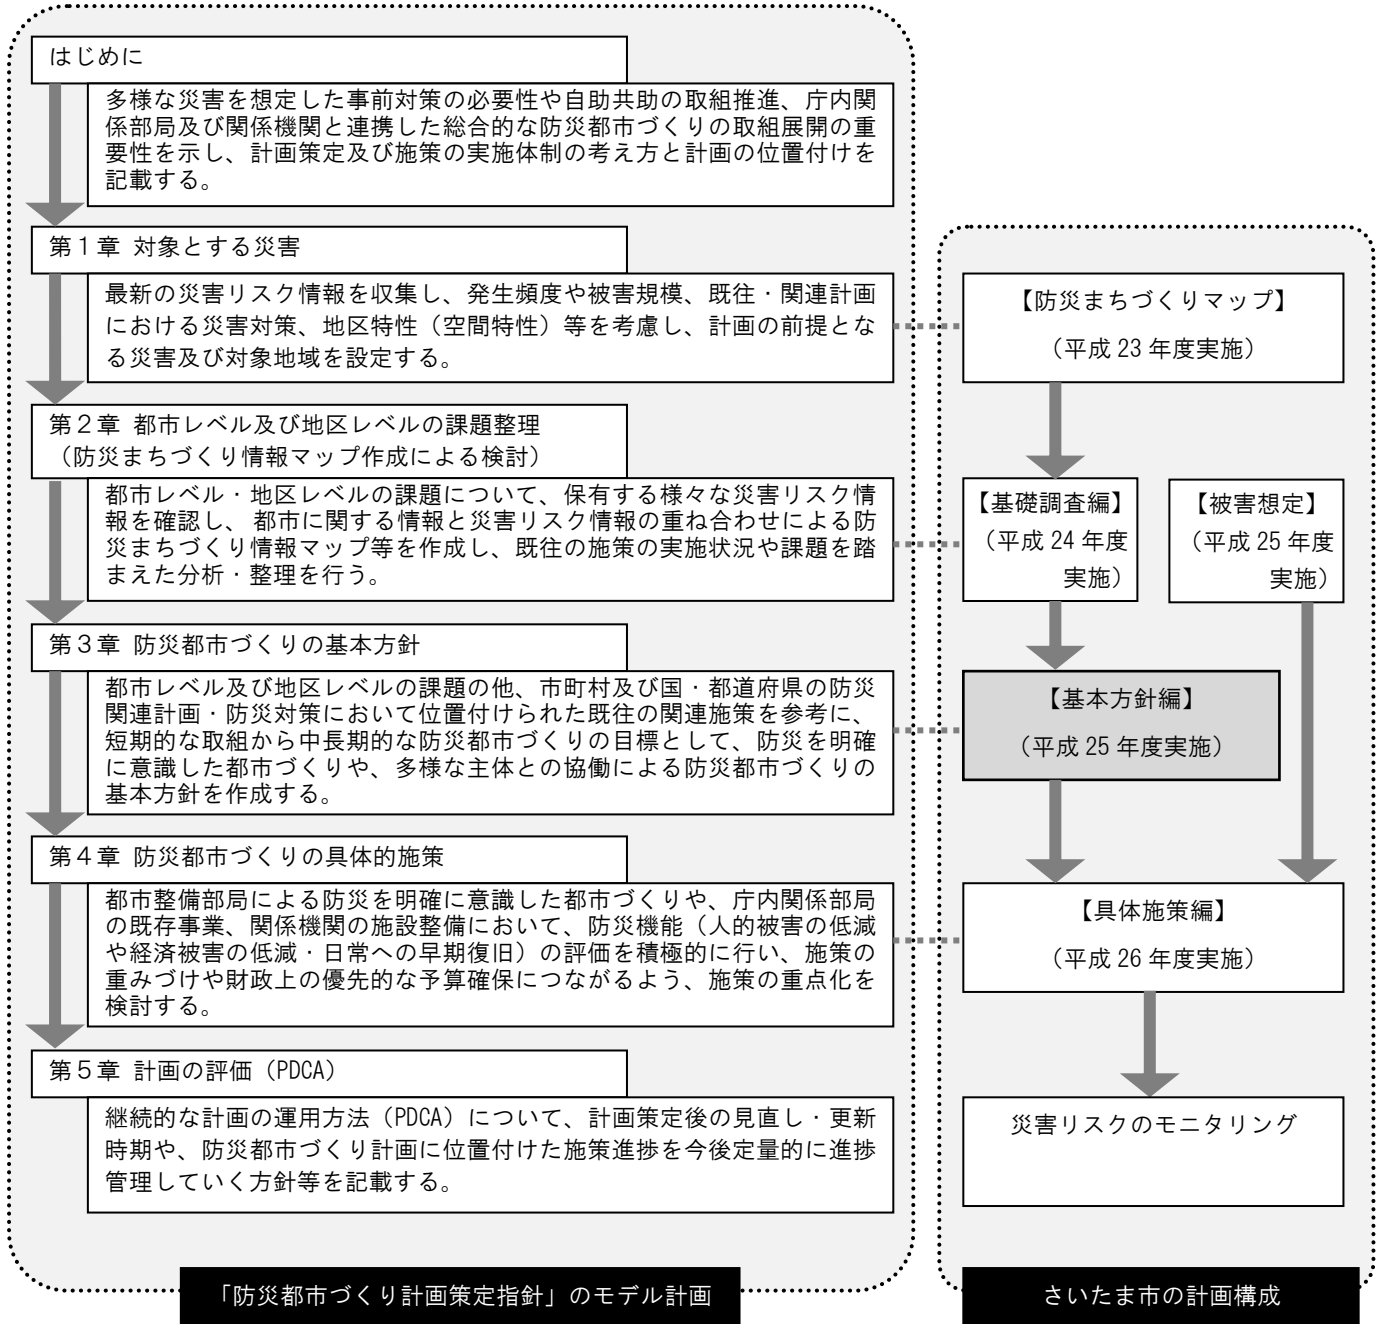 はじめに
多様な災害を想定した事前対策の必要性や自助共助の取組推進、庁内関
係部局及び関係機関と連携した総合的な防災都市づくりの取組展開の重
要性を示し、計画策定及び施策の実施体制の考え方と計画の位置付けを
記載する。
第1章 対象とする災害
最新の災害リスク情報を収集し、発生頻度や被害規模、既往・関連計画
における災害対策、地区特性（空間特性）等を考慮し、計画の前提とな
る災害及び対象地域を設定する。
第2章 都市レベル及び地区レベルの課題整理
（防災まちづくり情報マップ作成による検討）
都市レベル・地区レベルの課題について、保有する様々な災害リスク情
報を確認し、都市に関する情報と災害リスク情報の重ね合わせによる防
災まちづくり情報マップ等を作成し、既往の施策の実施状況や課題を踏
まえた分析・整理を行う。
第3章 防災都市づくりの基本方針
都市レベル及び地区レベルの課題の他、市町村及び国・都道府県の防災
関連計画・防災対策において位置付けられた既往の関連施策を参考に、
短期的な取組から中長期的な防災都市づくりの目標として、防災を明確
に意識した都市づくりや、多様な主体との協働による防災都市づくりの
基本方針を作成する。
第4章 防災都市づくりの具体的施策
都市整備部局による防災を明確に意識した都市づくりや、庁内関係部局
の既存事業、関係機関の施設整備において、防災機能（人的被害の低減
や経済被害の低減・日常への早期復旧）の評価を積極的に行い、施策の
重みづけや財政上の優先的な予算確保につながるよう、施策の重点化を
検討する。
第5章 計画の評価（PDCA）
継続的な計画の運用方法（PDCA）について、計画策定後の見直し・更新
時期や、防災都市づくり計画に位置付けた施策進捗を今後定量的に進捗
管理していく方針等を記載する。
「防災都市づくり計画策定指針」のモデル計画
【防災まちづくりマップ】
（平成23年度実施）
【基礎調査編】
（平成24年度
実施）
【被害想定】
（平成25年度
実施）
【基本方針編】
（平成25年度実施）
【具体施策編】
（平成26年度実施）
災害リスクのモニタリング
さいたま市の計画構成